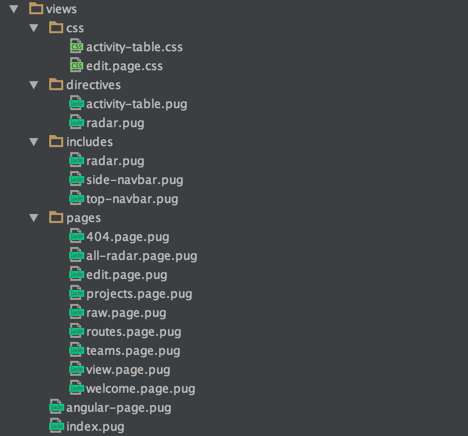 views
css
activity-table.css
edit.page.css
directives
activity-table.pug
radar.pug
includes
radar.pug
side-navbar.pug
top-navbar.pug
pages
404.page.pug
all-radar.page.pug
edit.page.pug
projects.page.pug
raw.page.pug
routes.page.pug
teams.page.pug
view.page.pug
welcome.page.pug
angular-page.pug
index.pug